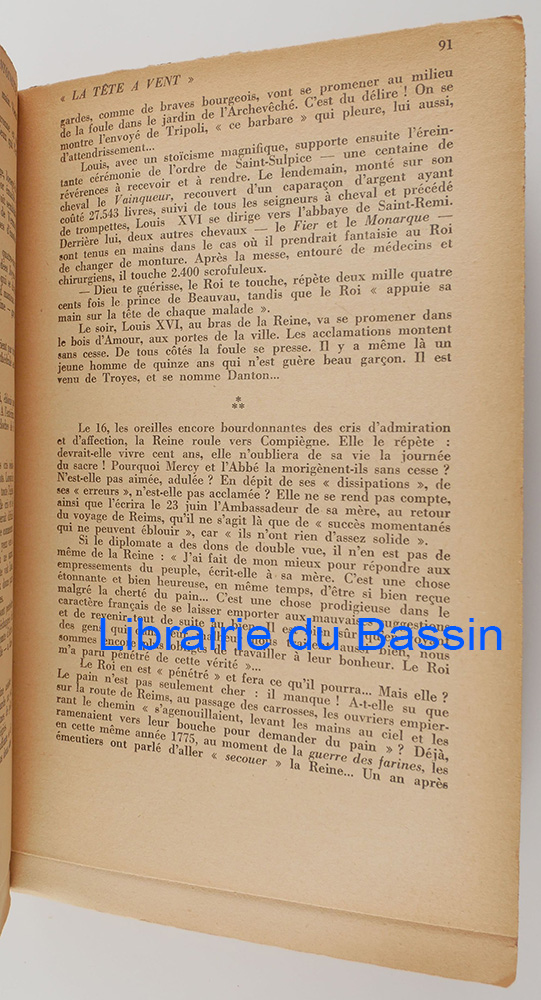 « LA TÊTE A VENT »
91
gardes, comme de braves bourgeois, vont se promener au milieu
de la foule dans le jardin de l'Archevêché. C'est du délire ! On se
montre l'envoyé de Tripoli, « ce barbare » qui pleure, lui aussi,
d'attendrissement...
Louis, avec un stoïcisme magnifique, supporte ensuite l'érein-
tante cérémonie de l'ordre de Saint-Sulpice — une centaine de
révérences à recevoir et à rendre. Le lendemain, monté sur son
cheval le Vainqueur, recouvert d'un caparaçon d'argent ayant
coûté 27.543 livres, suivi de tous les seigneurs à cheval et précédé
de trompettes, Louis XVI se dirige vers l'abbaye de Saint-Remi.
Derrière lui, deux autres chevaux — le Fier et le Monarque —
sont tenus en mains dans le cas où il prendrait fantaisie au Roi
de changer de monture. Après la messe, entouré de médecins et
chirurgiens, il touche 2.400 scrofuleux.
— Dieu te guérisse, le Roi te touche, répète deux mille quatre
cents fois le prince de Beauvau, tandis que le Roi « appuie sa
main sur la tête de chaque malade ».
Le soir, Louis XVI, au bras de la Reine, va se promener dans
le bois d'Amour, aux portes de la ville. Les acclamations montent
sans cesse. De tous côtés la foule se presse. Il y a même là un
jeune homme de quinze ans qui n'est guère beau garçon. Il est
venu de Troyes, et se nomme Danton...
*
**
Le 16, les oreilles encore bourdonnantes des cris d'admiration
et d'affection, la Reine roule vers Compiègne. Elle le répète :
devrait-elle vivre cent ans, elle n'oubliera de sa vie la journée
du sacre ! Pourquoi Mercy et l'Abbé la morigènent-ils sans cesse ?
N'est-elle pas aimée, adulée ? En dépit de ses « dissipations », de
ses « erreurs », n'est-elle pas acclamée ? Elle ne se rend pas compte,
ainsi que l'écrira le 23 juin l'Ambassadeur de sa mère, au retour
du voyage de Reims, qu'il ne s'agit là que de « succès momentanés
qui ne peuvent éblouir », car « ils n'ont rien d'assez solide ».
Si le diplomate a des dons de double vue, il n'en est pas de
même de la Reine : « J'ai fait de mon mieux pour répondre aux
empressements du peuple, écrit-elle à sa mère. C'est une chose
étonnante et bien heureuse, en même temps, d'être si bien reçue
malgré la cherté du pain... C'est une chose prodigieuse dans le
caractère français de se laisser emporter aux mauvaises suggestions
et de revenir tout de suite au bien. Il est bien sûr qu'en
des gens qui
sommes encore plus obligés de travailler à leur bonheur. Le Roi
m'a paru pénétré de cette vérité »...
Le Roi en est « pénétré » et fera ce qu'il pourra... Mais elle ?
Le pain n'est pas seulement cher : il manque ! A-t-elle su que
sur la route de Reims, au passage des carrosses, les ouvriers empier-
rant le chemin « s'agenouillaient, levant les mains au ciel et les
ramenaient vers leur bouche pour demander du pain » ? Déjà,
en cette même année 1775, au moment de la guerre des farines, les
émeutiers ont parlé d'aller « secouer » la Reine... Un an après
Librairie du Bassin